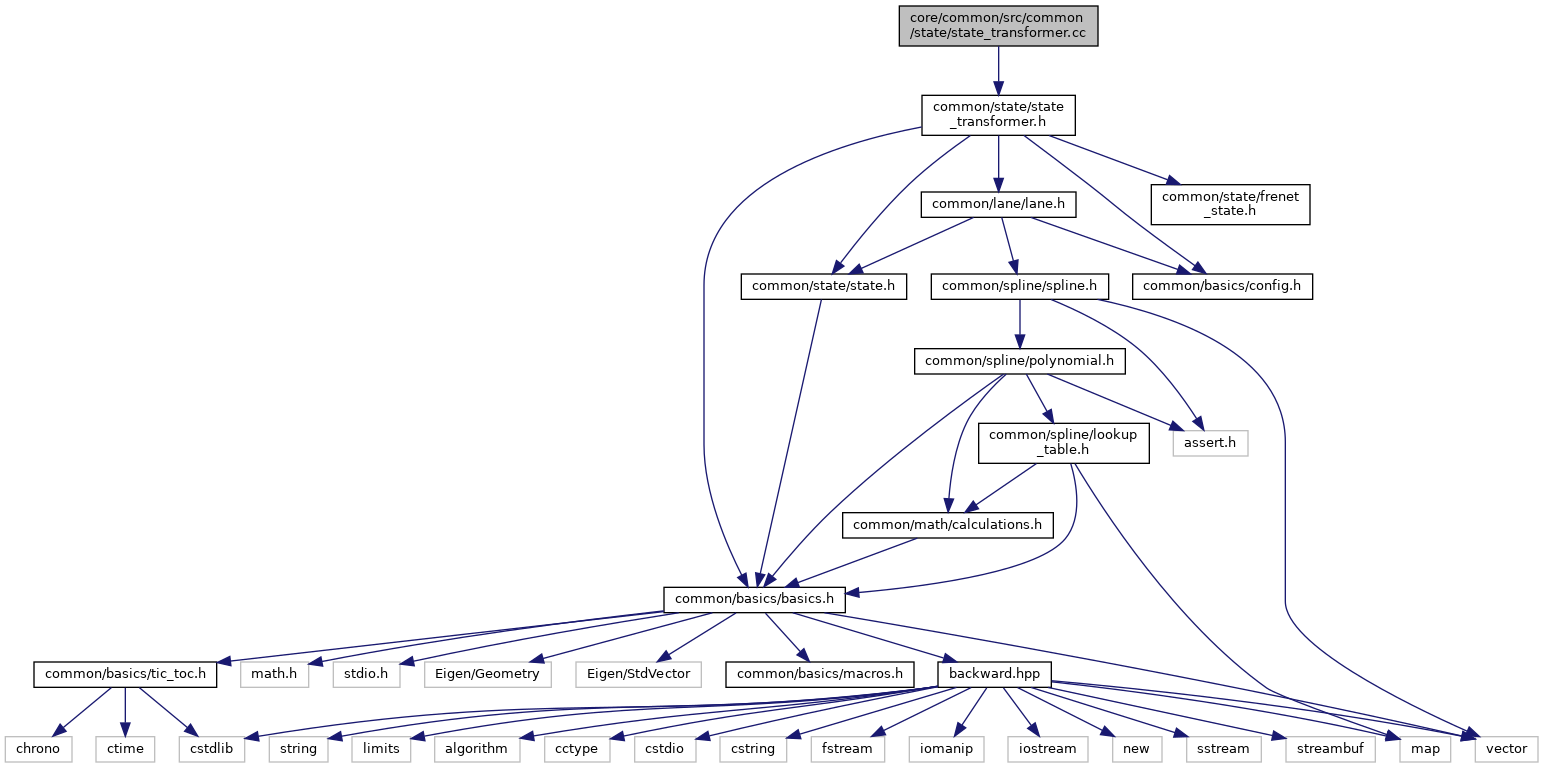 core/common/src/common
/state/state_transformer.cc
common/state/state
_transformer.h
common/lane/lane.h
common/state/frenet
_state.h
common/state/state.h
common/spline/spline.h
common/basics/config.h
common/spline/polynomial.h
common/spline/lookup
_table.h
assert.h
common/math/calculations.h
common/basics/basics.h
common/basics/tic_toc.h
math.h
stdio.h
Eigen/Geometry
Eigen/StdVector
common/basics/macros.h
backward.hpp
chrono
ctime
cstdlib
string
limits
algorithm
cctype
cstdio
cstring
fstream
iomanip
iostream
new
sstream
streambuf
map
vector